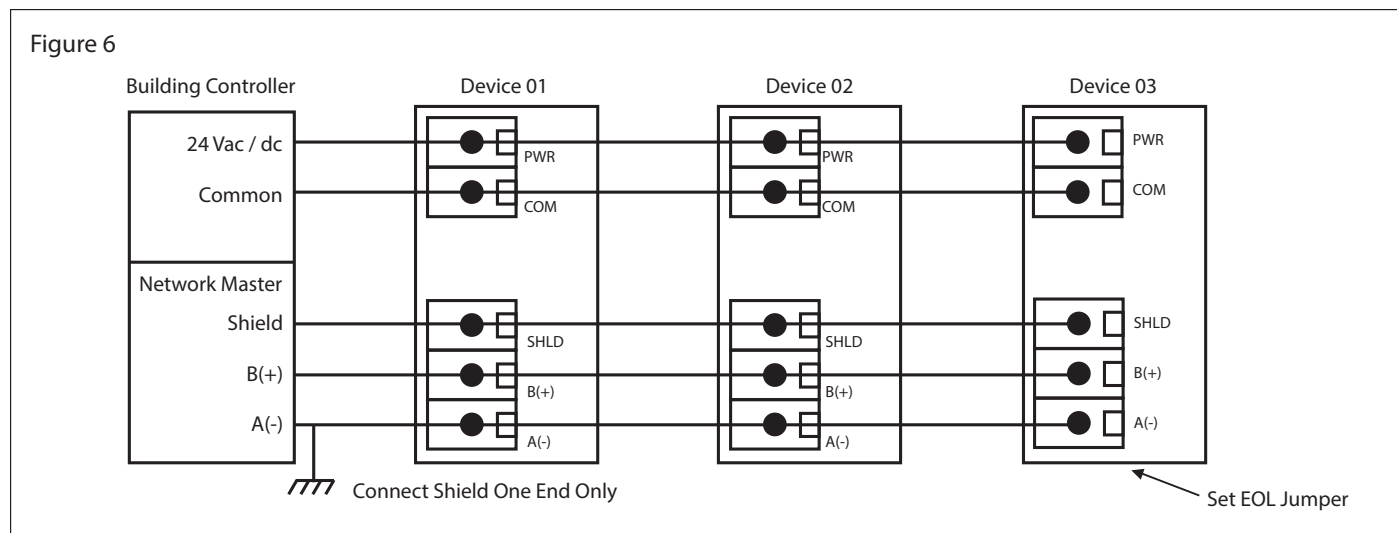 Figure 6
Building Controller
Device 01
Device 02
Device 03
24 Vac / dc
PWR
PWR
PWR
Common
COM
COM
COM
Network Master
Shield
SHLD
SHLD
SHLD
B(+)
B(+)
B(+)
B(+)
A(-)
A(-)
A(-)
A(-)
Connect Shield One End Only
Set EOL Jumper